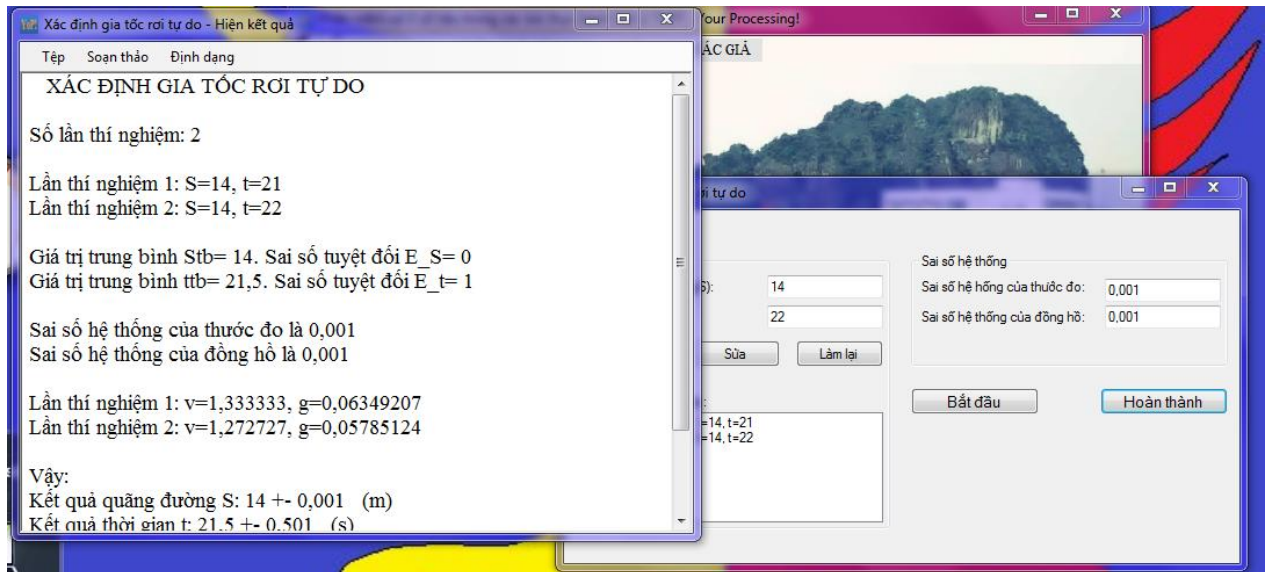 Xác định gia tốc rơi tự do - Hiện kết quả
Tệp Soạn thảo Định dạng
XÁC ĐỊNH GIA TỐC RƠI TỰ DO
Số lần thí nghiệm: 2
Lần thí nghiệm 1: S=14, t=21
Lần thí nghiệm 2: S=14, t=22
Giá trị trung bình Stb= 14. Sai số tuyệt đối E_S= 0
Giá trị trung bình ttb= 21,5. Sai số tuyệt đối E_t= 1
Sai số hệ thống của thước đo là 0,001
Sai số hệ thống của đồng hồ là 0,001
Lần thí nghiệm 1: v=1,333333, g=0,06349207
Lần thí nghiệm 2: v=1,272727, g=0,05785124
Vậy:
Kết quả quãng đường S: 14 +- 0,001 (m)
Kết quả thời gian t: 21,5 +- 0,501 (s)
Your Processing!
ÁC GIẢ
rơi tự do
S): 14
22
Sửa Làm lại
:
=14, t=21
=14, t=22
Sai số hệ thống
Sai số hệ hống của thước đo: 0,001
Sai số hệ thống của đồng hồ: 0,001
Bắt đầu Hoàn thành